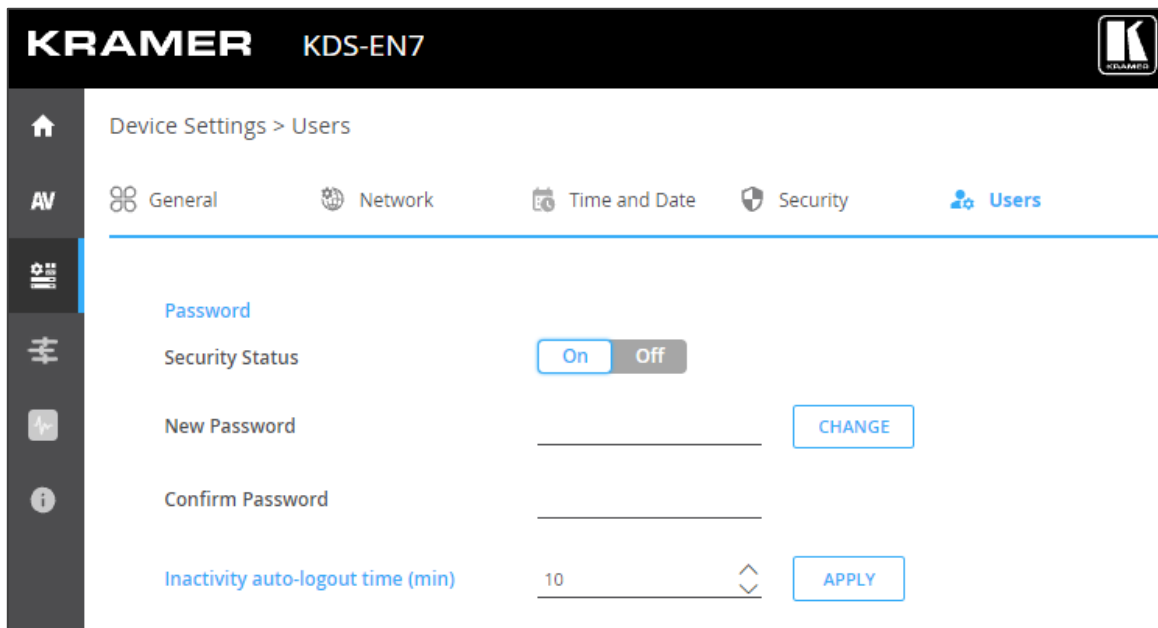 KRAMER KDS-EN7
KRAMER
Device Settings > Users
AV
General Network Time and Date Security Users
Password
Security Status On Off
New Password CHANGE
Confirm Password
Inactivity auto-logout time (min) 10 APPLY